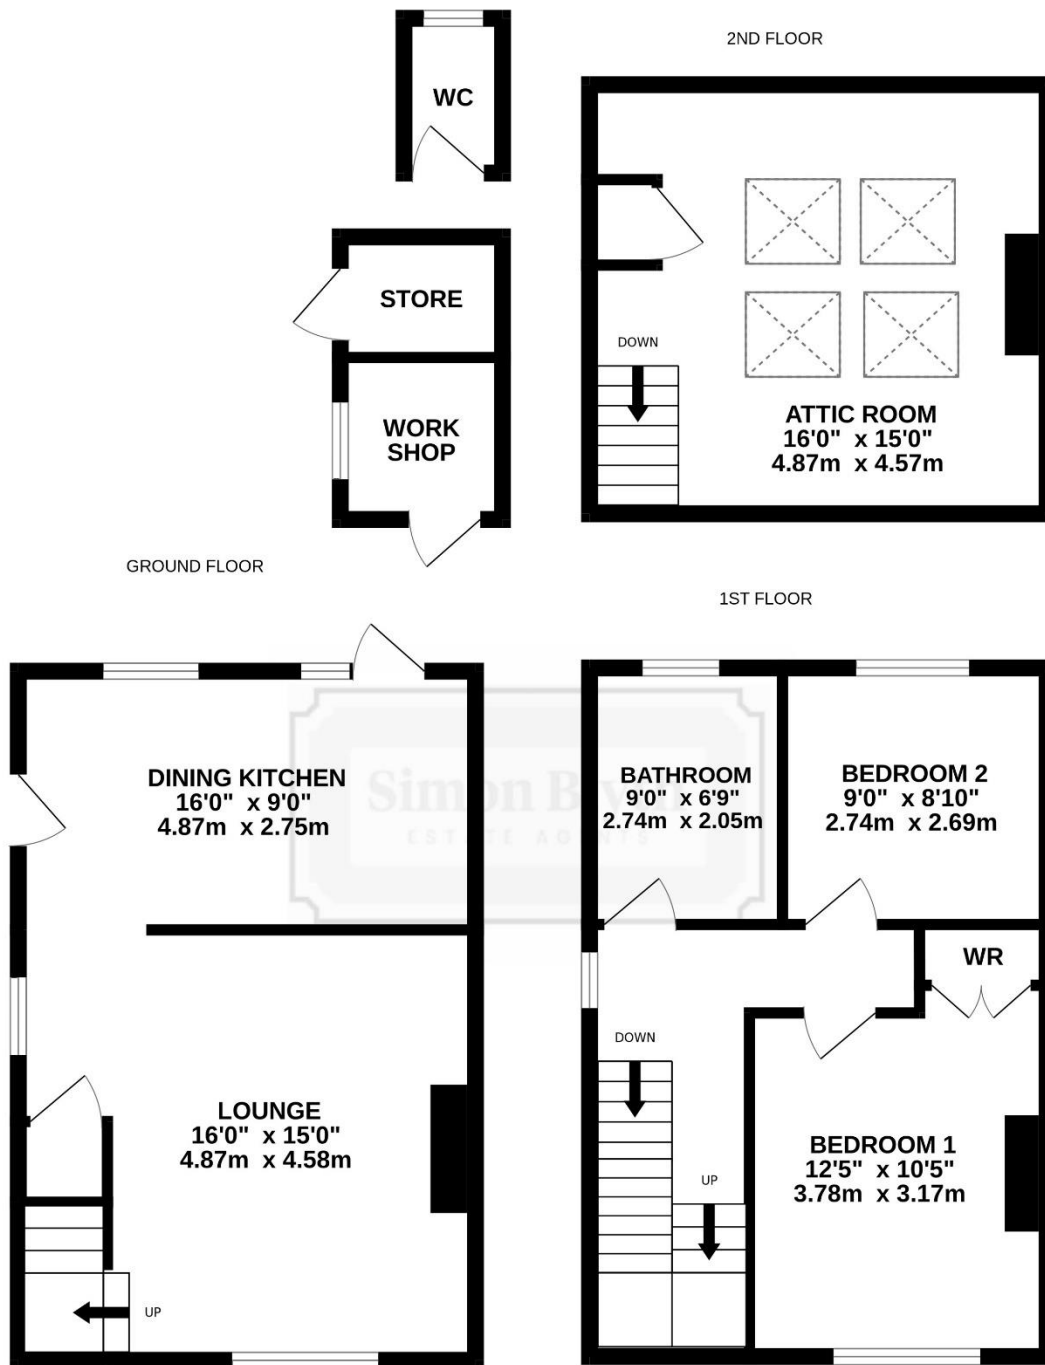 2ND FLOOR
WC
STORE
WORK
SHOP
DOWN
ATTIC ROOM
16'0" x 15'0"
4.87m x 4.57m
GROUND FLOOR
DINING KITCHEN
16'0" x 9'0"
4.87m x 2.75m
LOUNGE
16'0" x 15'0"
4.87m x 4.58m
UP
1ST FLOOR
BATHROOM
9'0" x 6'9"
2.74m x 2.05m
BEDROOM 2
9'0" x 8'10"
2.74m x 2.69m
WR
DOWN
UP
BEDROOM 1
12'5" x 10'5"
3.78m x 3.17m
Simon
ESTATE AGENTS